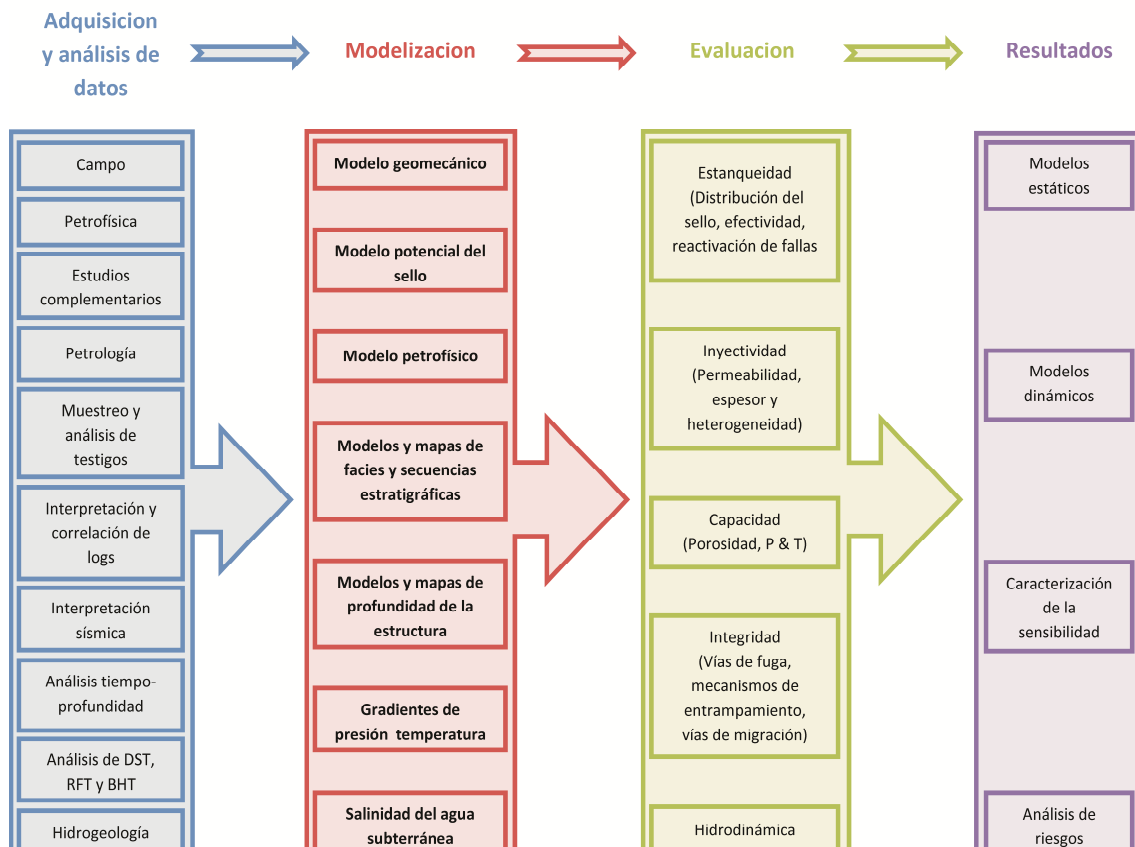 Adquisicion
y análisis de
datos
Modelizacion
Evaluacion
Resultados
Campo
Petrofísica
Estudios
complementarios
Petrología
Muestreo y
análisis de
testigos
Interpretación y
correlación de
logs
Interpretación
sísmica
Análisis tiempo-
profundidad
Análisis de DST,
RFT y BHT
Hidrogeología
Modelo geomecánico
Modelo potencial del
sello
Modelo petrofísico
Modelos y mapas de
facies y secuencias
estratigráficas
Modelos y mapas de
profundidad de la
estructura
Gradientes de
presión temperatura
Salinidad del agua
subterránea
Estanqueidad
(Distribución del
sello, efectividad,
reactivación de fallas
Inyectividad
(Permeabilidad,
espesor y
heterogeneidad)
Capacidad
(Porosidad, P & T)
Integridad
(Vías de fuga,
mecanismos de
entrampamiento,
vías de migración)
Hidrodinámica
Modelos
estáticos
Modelos
dinámicos
Caracterización
de la
sensibilidad
Análisis de
riesgos